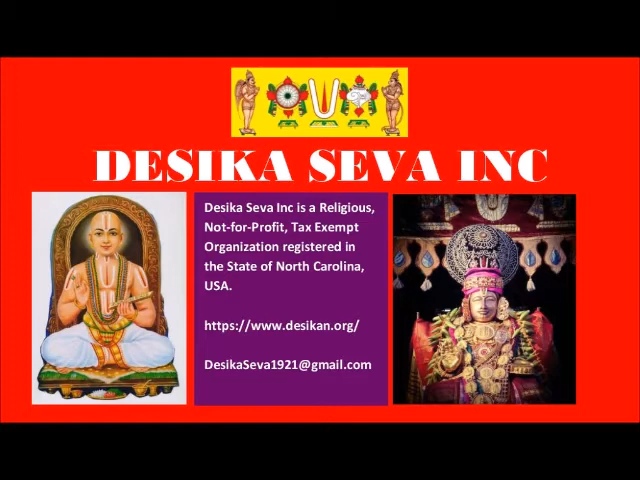 DESIKA SEVA INC
Desika Seva Inc is a Religious,
Not-for-Profit, Tax Exempt
Organization registered in
the State of North Carolina,
USA.
https://www.desikan.org/
DesikaSeva1921@gmail.com